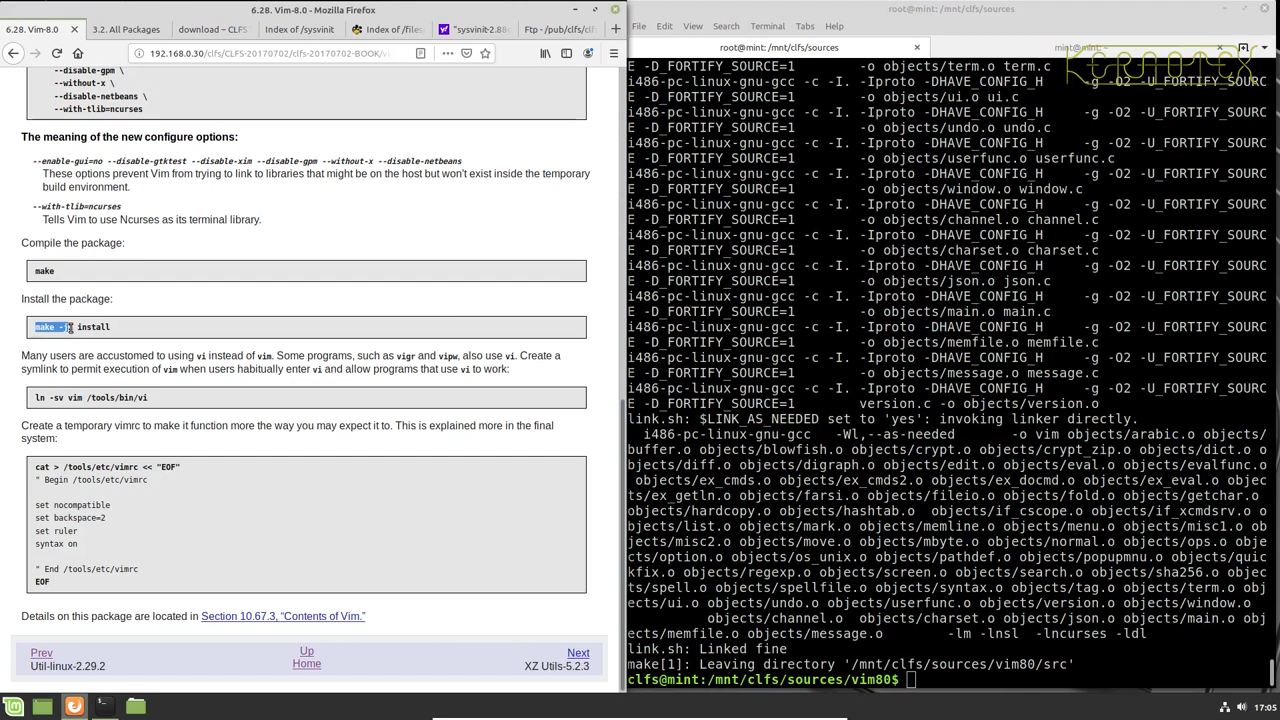 6.28. Vim-8.0 - Mozilla Firefox
6.28. Vim-8.0
3.2. All Packages
download – CLFS
Index of /sysvinit
Index of /files
"sysvinit-2.88d
Ftp - /pub/clfs/c
192.168.0.30/clfs/CLFS-20170702/clfs-20170702-BOOK/v
--disable-gpm \
--without-x \
--disable-netbeans \
--with-tlib=ncurses
The meaning of the new configure options:
--enable-gui=no --disable-gtktest --disable-xim --disable-gpm --without-x --disable-netbeans
These options prevent Vim from trying to link to libraries that might be on the host but won't exist inside the temporary
build environment.
--with-tlib=ncurses
Tells Vim to use Ncurses as its terminal library.
Compile the package:
make
Install the package:
make -j1 install
Many users are accustomed to using vi instead of vim. Some programs, such as vigr and vipw, also use vi. Create a
symlink to permit execution of vim when users habitually enter vi and allow programs that use vi to work:
ln -sv vim /tools/bin/vi
Create a temporary vimrc to make it function more the way you may expect it to. This is explained more in the final
system:
cat > /tools/etc/vimrc << "EOF"
" Begin /tools/etc/vimrc
set nocompatible
set backspace=2
set ruler
syntax on
" End /tools/etc/vimrc
EOF
Details on this package are located in Section 10.67.3, “Contents of Vim.”
Prev
Up
Next
Util-linux-2.29.2
Home
XZ Utils-5.2.3
root@mint: /mnt/clfs/sources
File Edit View Search Terminal Tabs Help
root@mint: /mnt/clfs/sources
root@mint: ~
KERNOTEX
E -D_FORTIFY_SOURCE=1 -o objects/term.o term.c
i486-pc-linux-gnu-gcc -c -I. -Iproto -DHAVE_CONFIG_H -g -O2 -U_FORTIFY_SOURC
E -D_FORTIFY_SOURCE=1 -o objects/ui.o ui.c
i486-pc-linux-gnu-gcc -c -I. -Iproto -DHAVE_CONFIG_H -g -O2 -U_FORTIFY_SOURC
E -D_FORTIFY_SOURCE=1 -o objects/undo.o undo.c
i486-pc-linux-gnu-gcc -c -I. -Iproto -DHAVE_CONFIG_H -g -O2 -U_FORTIFY_SOURC
E -D_FORTIFY_SOURCE=1 -o objects/userfunc.o userfunc.c
i486-pc-linux-gnu-gcc -c -I. -Iproto -DHAVE_CONFIG_H -g -O2 -U_FORTIFY_SOURC
E -D_FORTIFY_SOURCE=1 -o objects/window.o window.c
i486-pc-linux-gnu-gcc -c -I. -Iproto -DHAVE_CONFIG_H -g -O2 -U_FORTIFY_SOURC
E -D_FORTIFY_SOURCE=1 -o objects/channel.o channel.c
i486-pc-linux-gnu-gcc -c -I. -Iproto -DHAVE_CONFIG_H -g -O2 -U_FORTIFY_SOURC
E -D_FORTIFY_SOURCE=1 -o objects/charset.o charset.c
i486-pc-linux-gnu-gcc -c -I. -Iproto -DHAVE_CONFIG_H -g -O2 -U_FORTIFY_SOURC
E -D_FORTIFY_SOURCE=1 -o objects/json.o json.c
i486-pc-linux-gnu-gcc -c -I. -Iproto -DHAVE_CONFIG_H -g -O2 -U_FORTIFY_SOURC
E -D_FORTIFY_SOURCE=1 -o objects/main.o main.c
i486-pc-linux-gnu-gcc -c -I. -Iproto -DHAVE_CONFIG_H -g -O2 -U_FORTIFY_SOURC
E -D_FORTIFY_SOURCE=1 -o objects/memfile.o memfile.c
i486-pc-linux-gnu-gcc -c -I. -Iproto -DHAVE_CONFIG_H -g -O2 -U_FORTIFY_SOURC
E -D_FORTIFY_SOURCE=1 -o objects/message.o message.c
i486-pc-linux-gnu-gcc -c -I. -Iproto -DHAVE_CONFIG_H -g -O2 -U_FORTIFY_SOURC
E -D_FORTIFY_SOURCE=1 version.c -o objects/version.o
link.sh: $LINK_AS_NEEDED set to 'yes': invoking linker directly.
i486-pc-linux-gnu-gcc -Wl,--as-needed -o vim objects/arabic.o objects/
buffer.o objects/blowfish.o objects/crypt.o objects/crypt_zip.o objects/dict.o o
bjects/diff.o objects/digraph.o objects/edit.o objects/eval.o objects/evalfunc.o
objects/ex_cmds.o objects/ex_cmds2.o objects/ex_docmd.o objects/ex_eval.o objec
ts/ex_getln.o objects/farsi.o objects/fileio.o objects/fold.o objects/getchar.o
objects/hardcopy.o objects/hashtab.o objects/if_cscope.o objects/if_xcmdsrv.o o
bjects/list.o objects/mark.o objects/memline.o objects/menu.o objects/misc1.o ob
jects/misc2.o objects/move.o objects/mbyte.o objects/normal.o objects/ops.o obje
cts/option.o objects/os_unix.o objects/pathdef.o objects/popupmnu.o objects/quic
kfix.o objects/regexp.o objects/screen.o objects/search.o objects/sha256.o objec
ts/spell.o objects/spellfile.o objects/syntax.o objects/tag.o objects/term.o obj
ects/ui.o objects/undo.o objects/userfunc.o objects/version.o objects/window.o
objects/channel.o objects/charset.o objects/json.o objects/main.o obj
ects/memfile.o objects/message.o -lm -lnsl -lncurses -ldl
link.sh: Linked fine
make[1]: Leaving directory '/mnt/clfs/sources/vim80/src'
clfs@mint:/mnt/clfs/sources/vim80$
17:05